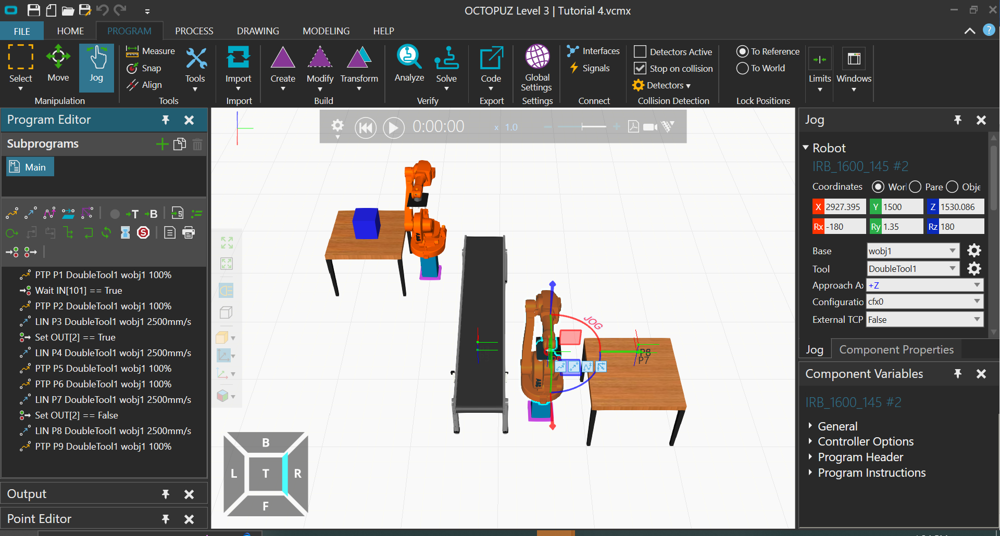 OCTOPUZ Level 3 | Tutorial 4.vcmx
FILE HOME PROGRAM PROCESS DRAWING MODELING HELP
Select
Move
Jog
Manipulation
Measure
Snap
Align
Tools
Tools
Import
Import
Create
Modify
Transform
Build
Analyze
Solve
Verify
Code
Export
Global
Settings
Settings
Interfaces
Signals
Connect
Detectors Active
Stop on collision
Detectors
Collision Detection
To Reference
To World
Lock Positions
Limits
Windows
Program Editor
Subprograms
Main
T
B
S
S
PTP P1 DoubleTool1 wobj1 100%
Wait IN[101] == True
PTP P2 DoubleTool1 wobj1 100%
LIN P3 DoubleTool1 wobj1 2500mm/s
Set OUT[2] == True
LIN P4 DoubleTool1 wobj1 2500mm/s
PTP P5 DoubleTool1 wobj1 100%
PTP P6 DoubleTool1 wobj1 100%
LIN P7 DoubleTool1 wobj1 2500mm/s
Set OUT[2] == False
LIN P8 DoubleTool1 wobj1 2500mm/s
PTP P9 DoubleTool1 wobj1 100%
Output
Point Editor
0:00:00 x 1.0
ABB
JOG
P8
P7
ABB
B
L T R
F
Jog
Robot
IRB_1600_145 #2
Coordinates Worl Pare Obje
X 2927.395 Y 1500 Z 1530.086
Rx -180 Ry 1.35 Rz 180
Base wobj1
Tool DoubleTool1
Approach Ax +Z
Configuratio cfx0
External TCP False
Jog Component Properties
Component Variables
IRB_1600_145 #2
General
Controller Options
Program Header
Program Instructions